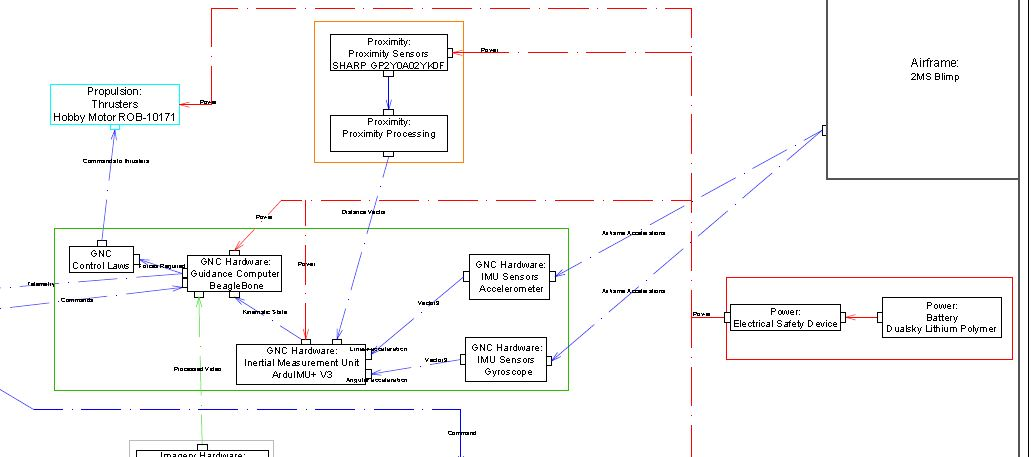 Proximity:
Proximity Sensors
SHARP GP2Y0A02YK0F
Power
Airframe:
2MS Blimp
Propulsion:
Thrusters
Hobby Motor ROB-10171
Power
Proximity:
Proximity Processing
Commands to thrusters
Distance Vector
Power
Airframe Accelerations
GNC
Control Laws
Forces Required
GNC Hardware:
Guidance Computer
BeagleBone
Power
GNC Hardware:
IMU Sensors
Accelerometer
Telemetry
Commands
Airframe Accelerations
Vector3
Kinematic State
Power
Power:
Electrical Safety Device
Power:
Battery
Dualsky Lithium Polymer
GNC Hardware:
Inertial Measurement Unit
ArduIMU+ V3
Linear Acceleration
Vector3
Angular Acceleration
GNC Hardware:
IMU Sensors
Gyroscope
Processed Video
Command
Imagery Hardware: